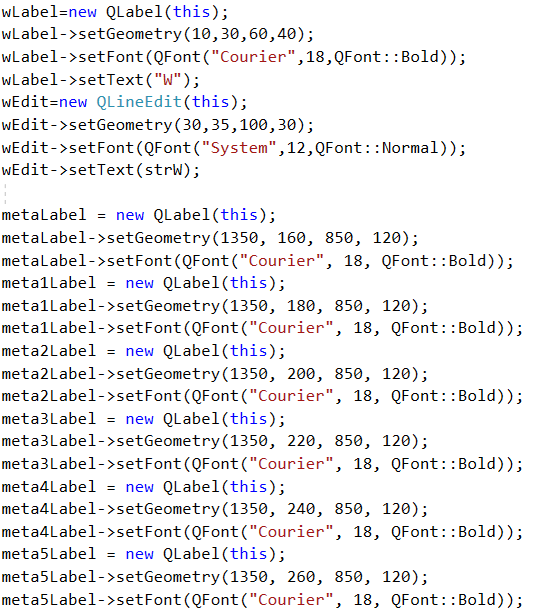 wLabel=new QLabel(this);
wLabel->setGeometry(10,30,60,40);
wLabel->setFont(QFont("Courier",18,QFont::Bold));
wLabel->setText("W");
wEdit=new QLineEdit(this);
wEdit->setGeometry(30,35,100,30);
wEdit->setFont(QFont("System",12,QFont::Normal));
wEdit->setText(strW);
metaLabel = new QLabel(this);
metaLabel->setGeometry(1350, 160, 850, 120);
metaLabel->setFont(QFont("Courier", 18, QFont::Bold));
meta1Label = new QLabel(this);
meta1Label->setGeometry(1350, 180, 850, 120);
meta1Label->setFont(QFont("Courier", 18, QFont::Bold));
meta2Label = new QLabel(this);
meta2Label->setGeometry(1350, 200, 850, 120);
meta2Label->setFont(QFont("Courier", 18, QFont::Bold));
meta3Label = new QLabel(this);
meta3Label->setGeometry(1350, 220, 850, 120);
meta3Label->setFont(QFont("Courier", 18, QFont::Bold));
meta4Label = new QLabel(this);
meta4Label->setGeometry(1350, 240, 850, 120);
meta4Label->setFont(QFont("Courier", 18, QFont::Bold));
meta5Label = new QLabel(this);
meta5Label->setGeometry(1350, 260, 850, 120);
meta5Label->setFont(QFont("Courier", 18, QFont::Bold));